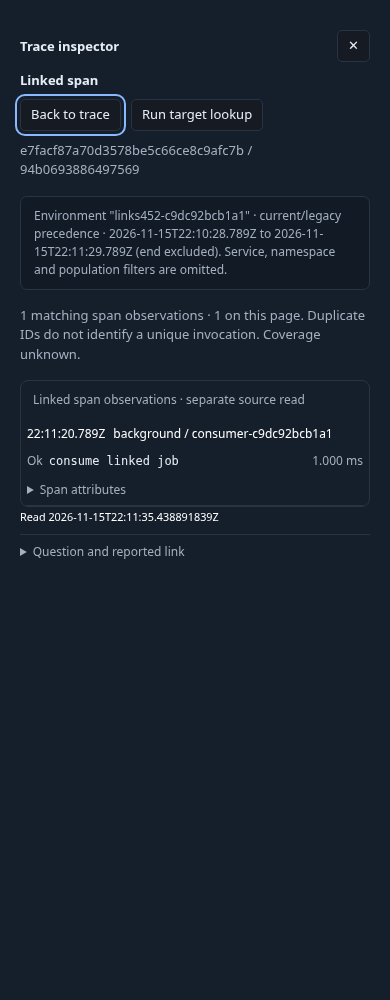 Trace inspector
✕
Linked span
Back to trace
Run target lookup
e7facf87a70d3578be5c66ce8c9afc7b /
94b0693886497569
Environment "links452-c9dc92bcb1a1" · current/legacy
precedence · 2026-11-15T22:10:28.789Z to 2026-11-
15T22:11:29.789Z (end excluded). Service, namespace
and population filters are omitted.
1 matching span observations · 1 on this page. Duplicate
IDs do not identify a unique invocation. Coverage
unknown.
Linked span observations · separate source read
22:11:20.789Z background / consumer-c9dc92bcb1a1
Ok consume linked job 1.000 ms
▶ Span attributes
Read 2026-11-15T22:11:35.438891839Z
▶ Question and reported link